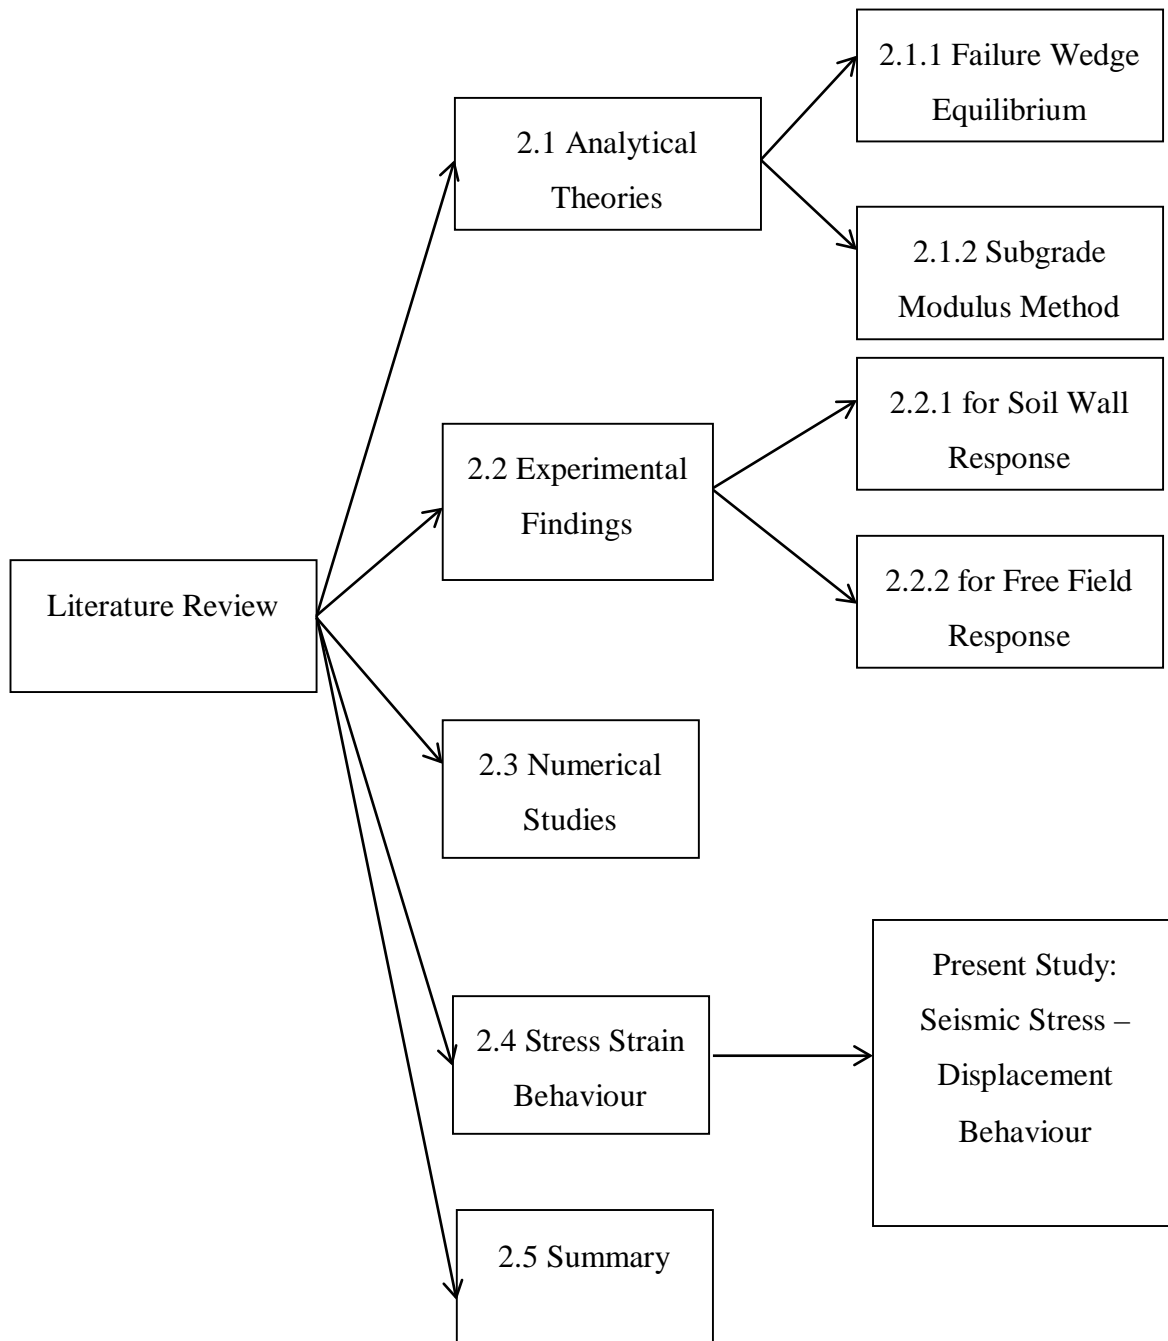 Literature Review
2.1 Analytical
Theories
2.1.1 Failure Wedge
Equilibrium
2.1.2 Subgrade
Modulus Method
2.2 Experimental
Findings
2.2.1 for Soil Wall
Response
2.2.2 for Free Field
Response
2.3 Numerical
Studies
2.4 Stress Strain
Behaviour
Present Study:
Seismic Stress –
Displacement
Behaviour
2.5 Summary